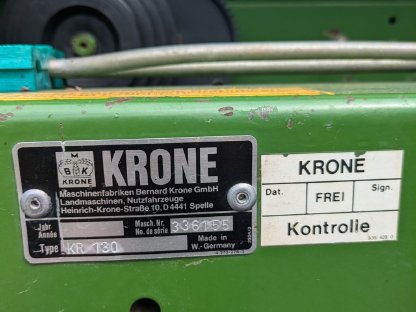 M
B K
KRONE
KRONE
Maschinenfabriken Bernard Krone GmbH
Landmaschinen, Nutzfahrzeuge
Heinrich-Krone-Straße 10, D 4441 Spelle
Jahr
Année
Masch. Nr.
No. de série
336155
Type KR 130
Made in
W.-Germany
KRONE
Dat. FREI Sign.
Kontrolle